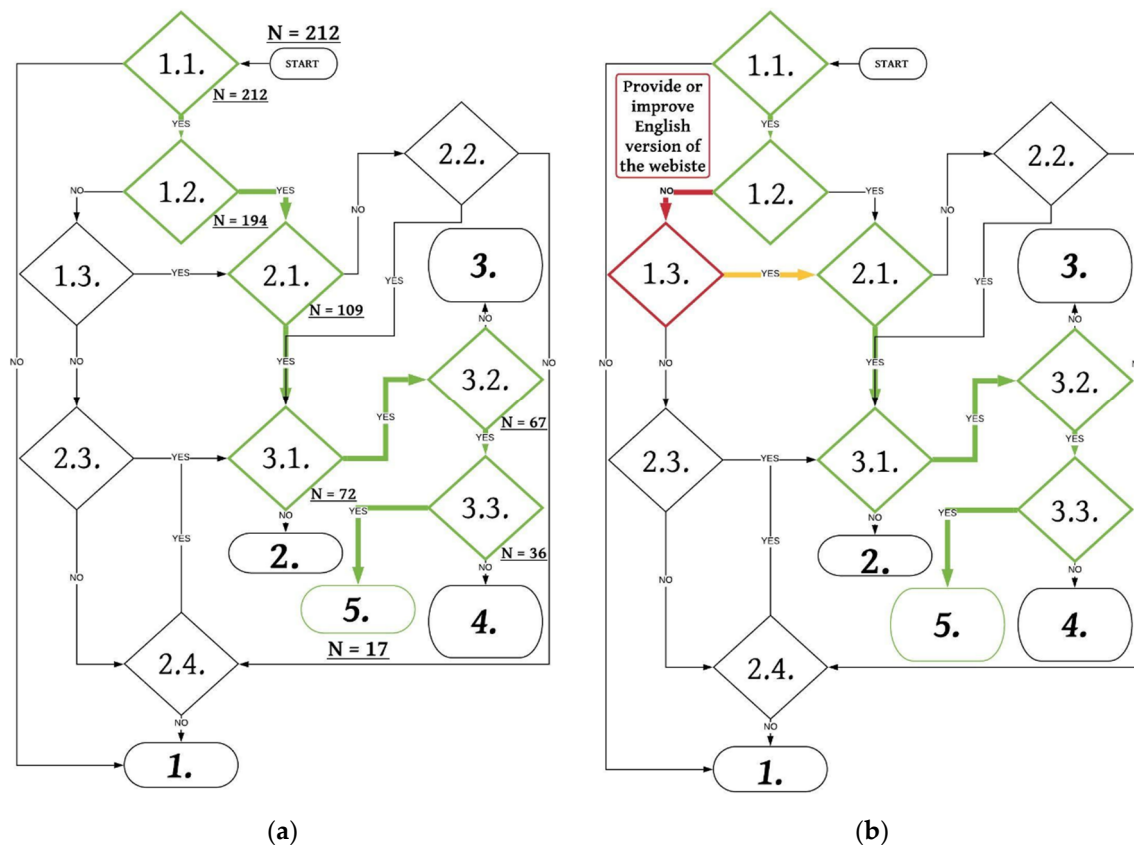 N = 212
START
1.1.
N = 212
YES
2.2.
1.2.
NO
YES
NO
NO
N = 194
1.3.
YES
2.1.
YES
3.
N = 109
NO
NO
NO
YES
NO
3.2.
YES
N = 67
2.3.
YES
3.1.
YES
N = 72
YES
3.3.
NO
2.
YES
N = 36
NO
NO
5.
4.
N = 17
2.4.
NO
1.
(a)
START
1.1.
Provide or
improve
English
version of
the webiste
YES
2.2.
1.2.
NO
YES
NO
1.3.
YES
2.1.
YES
3.
NO
NO
NO
YES
NO
3.2.
YES
2.3.
YES
3.1.
YES
YES
3.3.
NO
2.
YES
NO
NO
5.
4.
2.4.
NO
1.
(b)